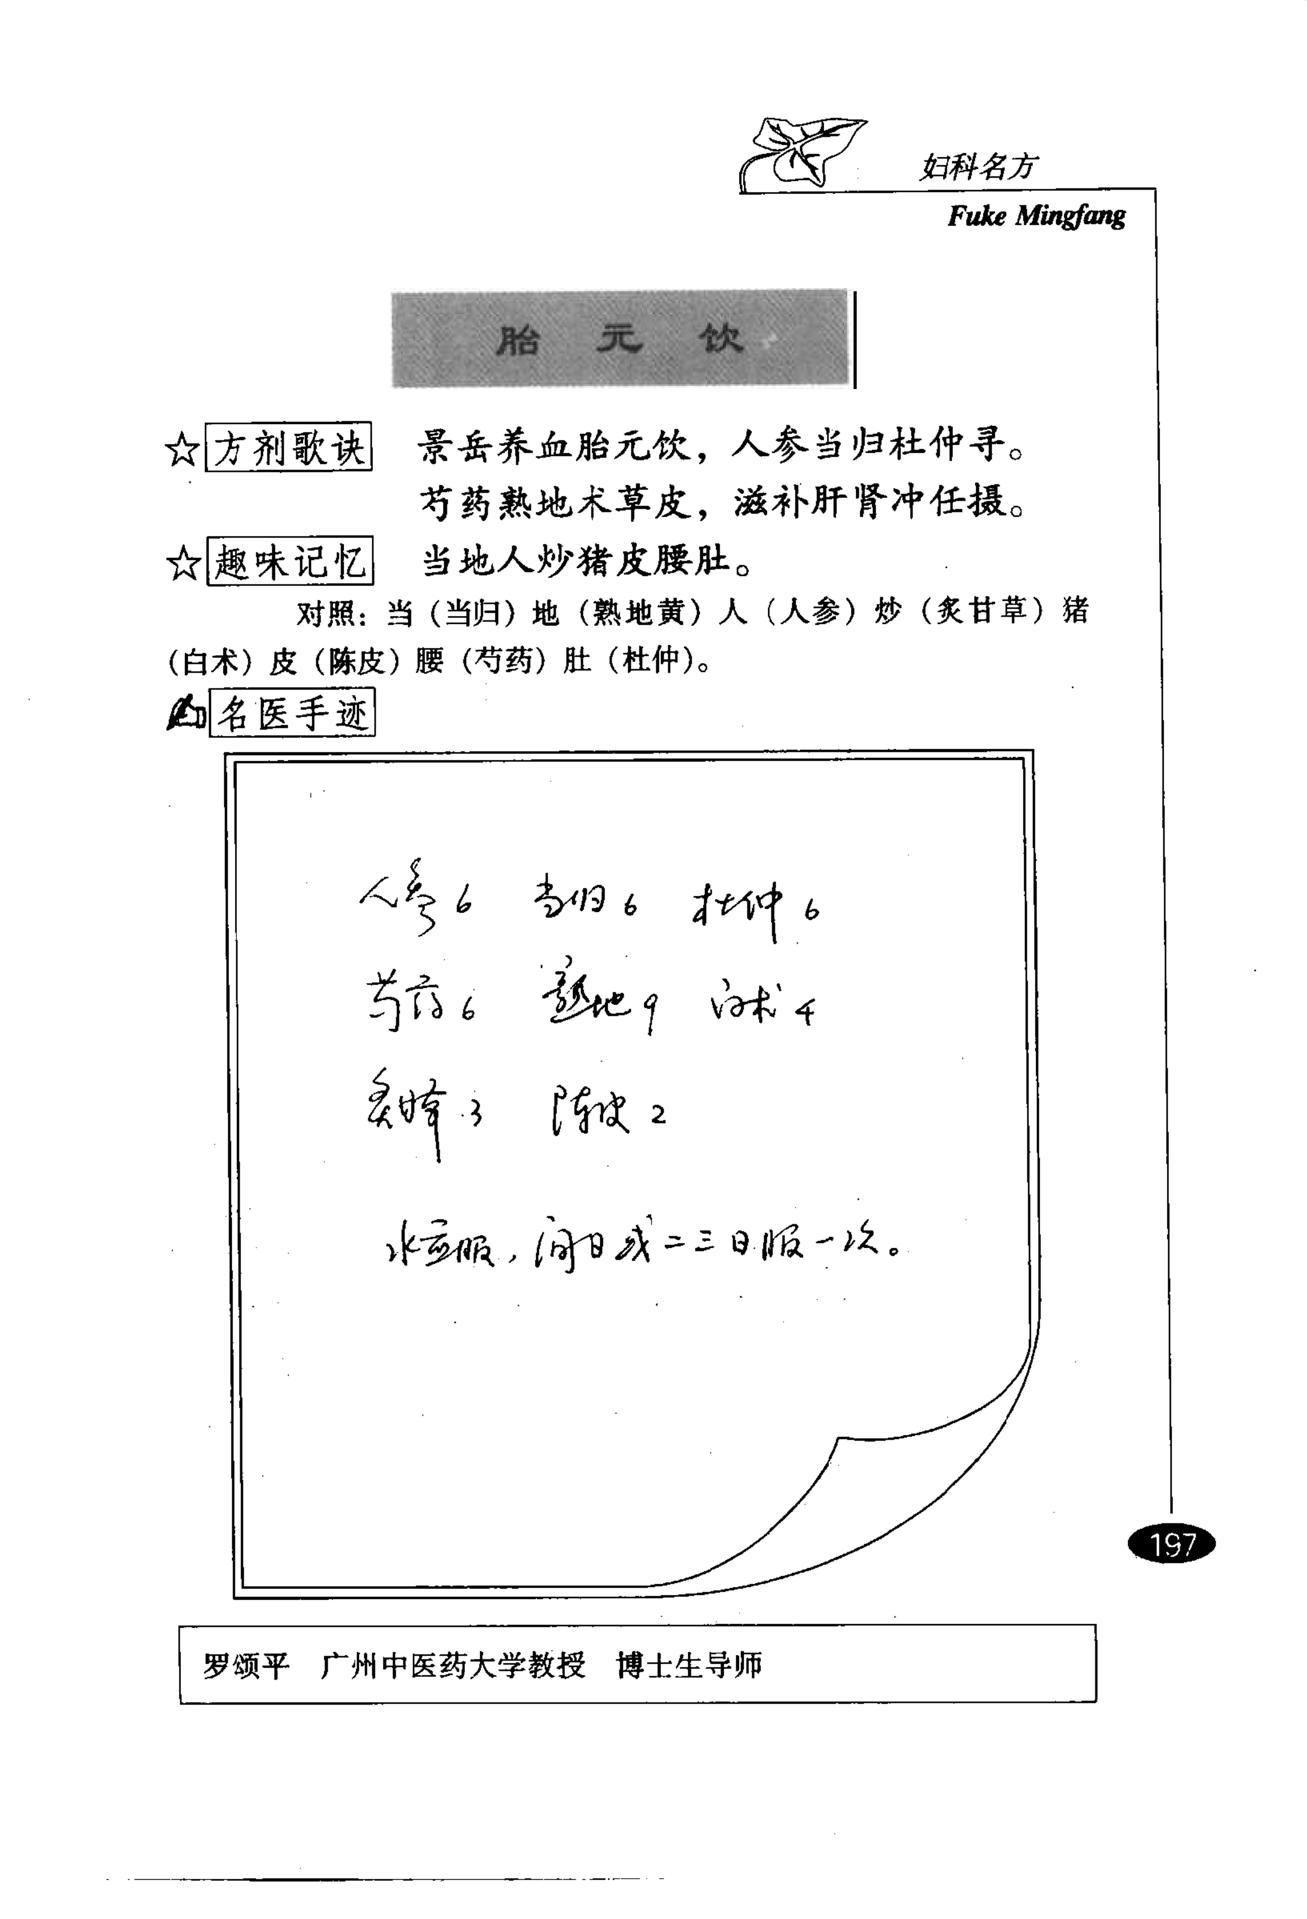 妇科名方
Fuke Mingfang
胎元饮
☆方剂歌诀 景岳养血胎元饮，人参当归杜仲寻。
芍药熟地术草皮，滋补肝肾冲任摄。
☆趣味记忆 当地人炒猪皮腰肚。
对照：当（当归）地（熟地黄）人（人参）炒（炙甘草）猪
（白术）皮（陈皮）腰（芍药）肚（杜仲）。
名医手迹
人参6 当归6 杜仲6
芍药6 熟地9 白术4
炙甘草3 陈皮2
水煎服，间日或二三日服一次。
197
罗颂平 广州中医药大学教授 博士生导师